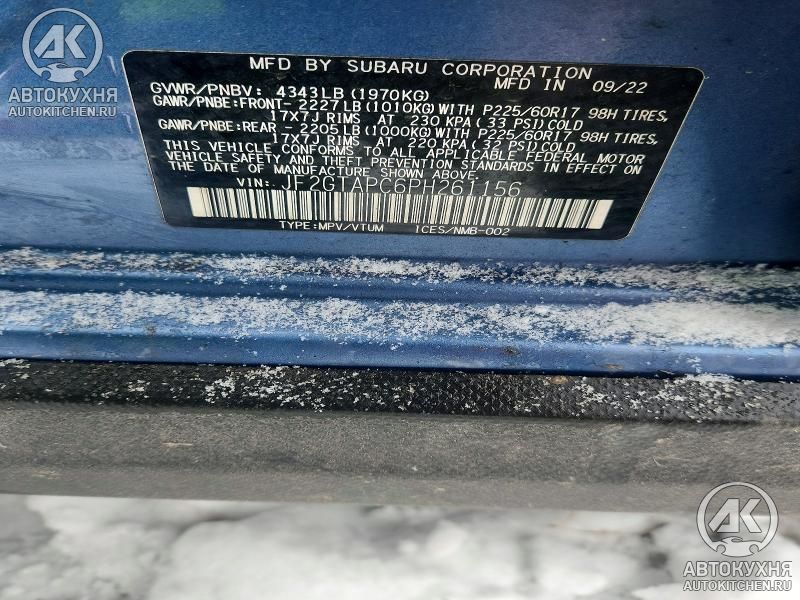 АК
АВТОКУХНЯ
AUTOKITCHEN.RU
MFD BY SUBARU CORPORATION
GVWR/PNBV: 4343LB (1970KG) MFD IN 09/22
GAWR/PNBE:FRONT- 2227LB (1010KG) WITH P225/60R17 98H TIRES,
17X7J RIMS AT 230 KPA (33 PSI)COLD
GAWR/PNBE:REAR - 2205LB (1000KG) WITH P225/60R17 98H TIRES,
17X7J RIMS AT 220 KPA (32 PSI)COLD
THIS VEHICLE CONFORMS TO ALL APPLICABLE FEDERAL MOTOR
VEHICLE SAFETY AND THEFT PREVENTION STANDARDS IN EFFECT ON
THE DATE OF MANUFACTURE SHOWN ABOVE.
VIN: JF2GTAPC6PH261156
TYPE:MPV/VTUM ICES/NMB-002
АК
АВТОКУХНЯ
AUTOKITCHEN.RU